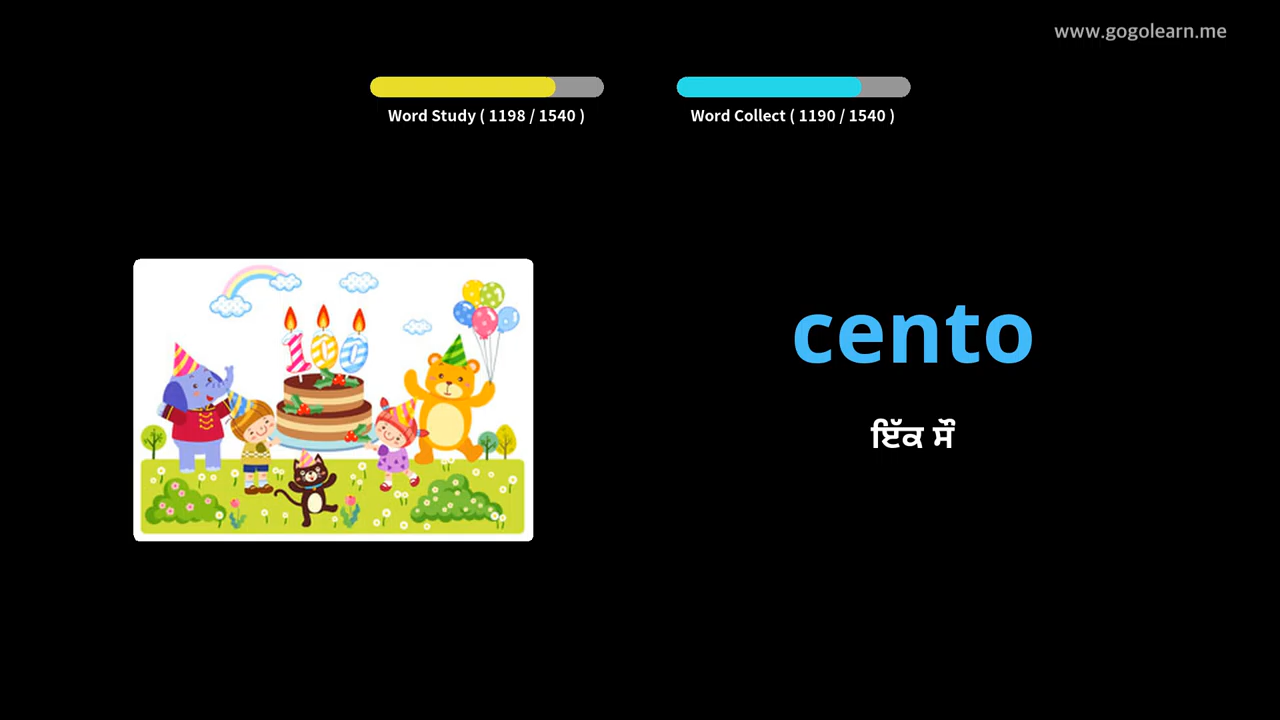 www.gogolearn.me
Word Study ( 1198 / 1540 )
Word Collect ( 1190 / 1540 )
100
cento
ਇੱਕ ਸੌ